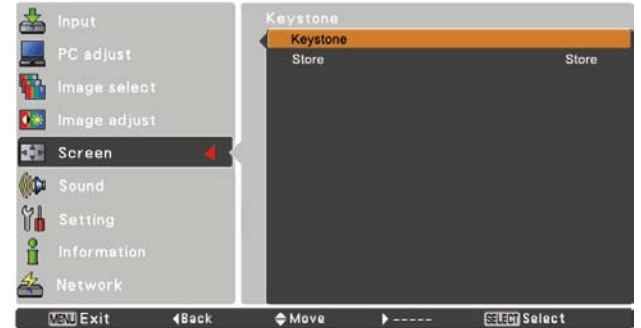 Input
PC adjust
Image select
Image adjust
Screen
Sound
Setting
Information
Network
Keystone
Keystone
Store Store
MENU Exit Back Move ----- SELECT Select